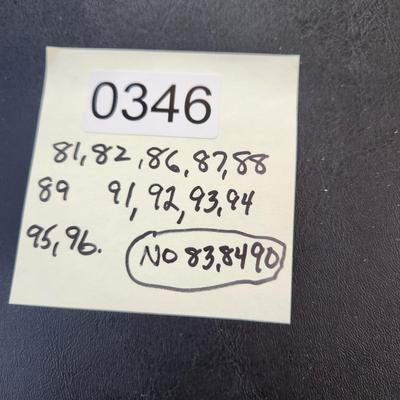 0346
81, 82, 86, 87, 88
89 91, 92, 93, 94
95, 96. NO 83, 84 90